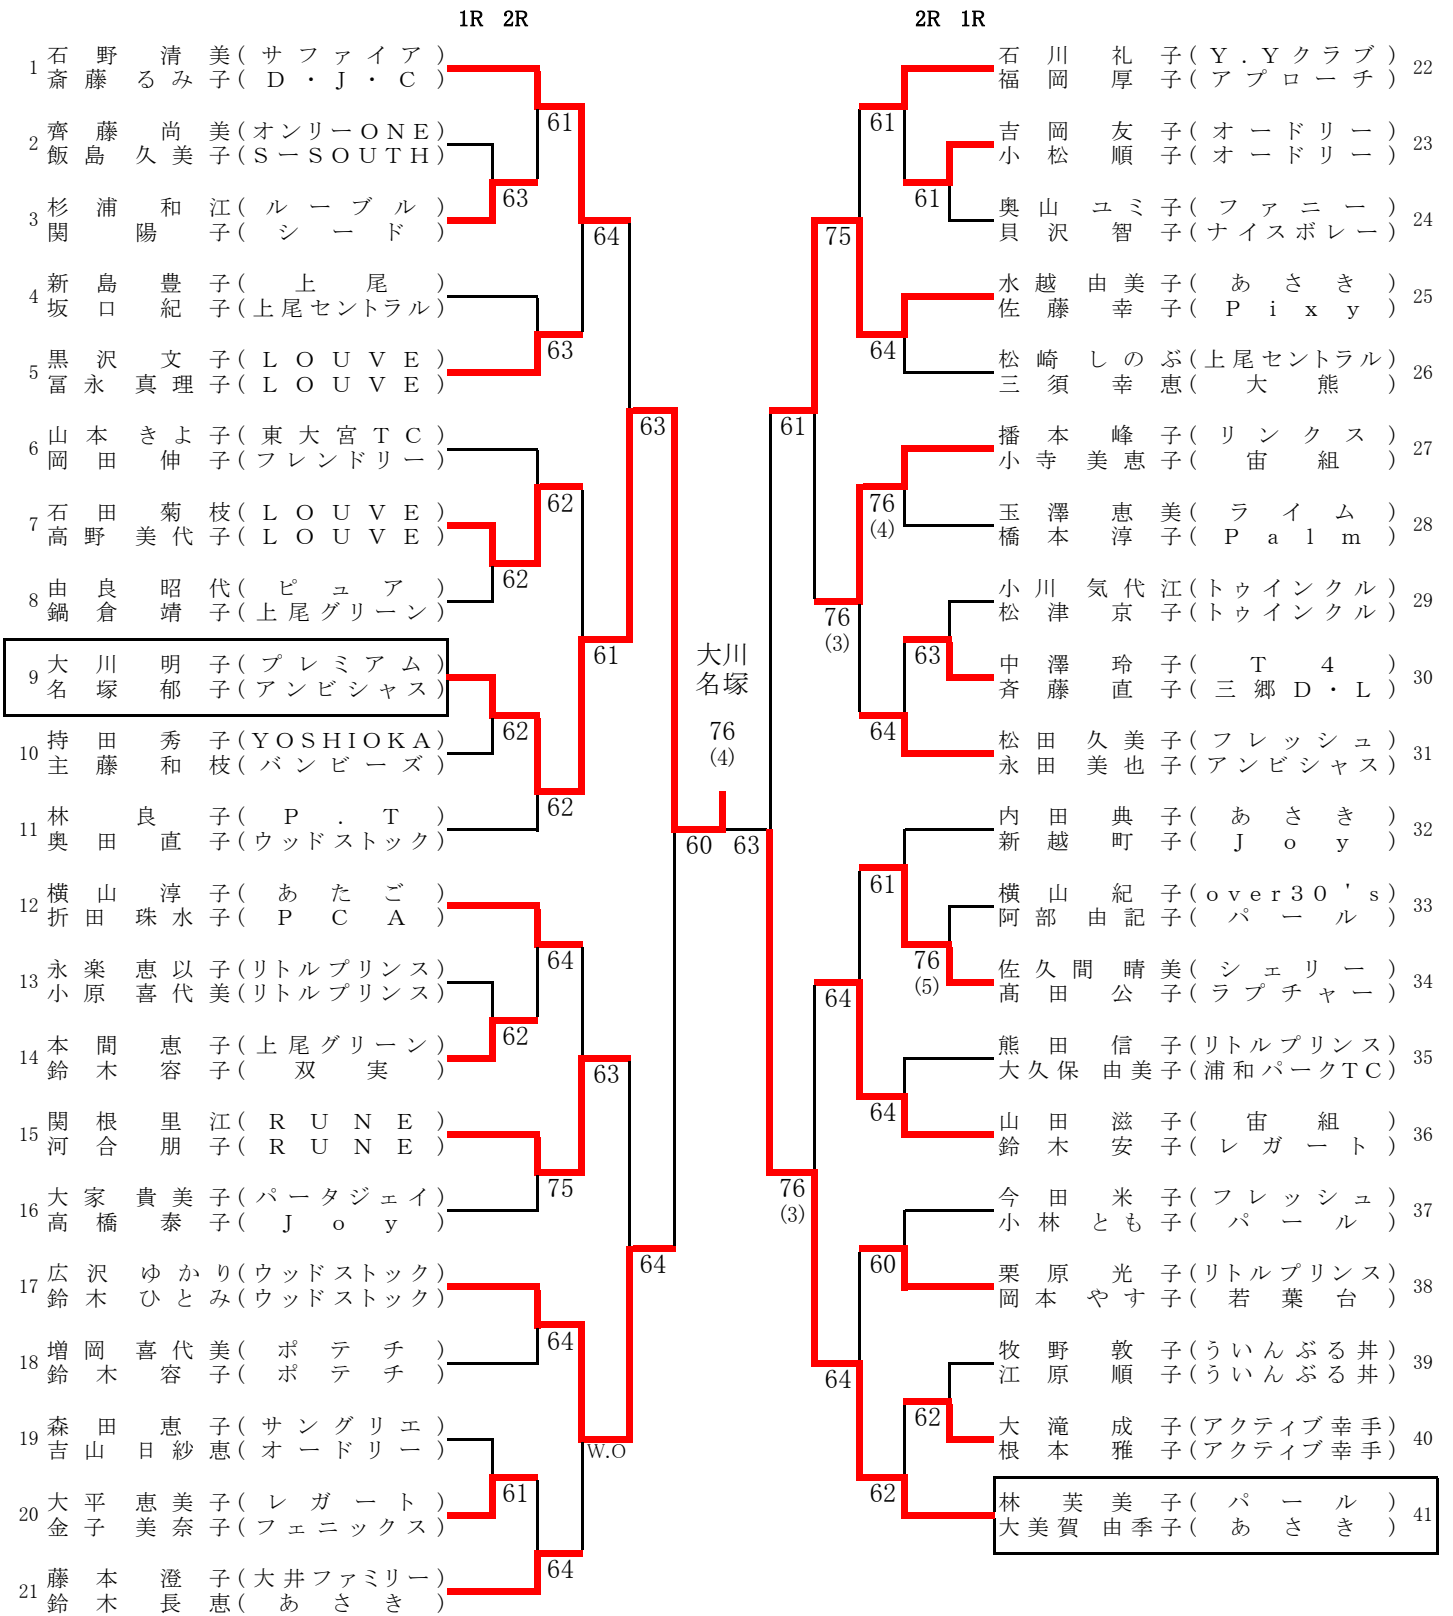 1R 2R
1 石野清美(サファイア)
斎藤るみ子(D・J・C)
61
2 齊藤尚美(オンリーONE)
飯島久美子(S－SOUTH)
63
3 杉浦和江(ルーブル)
関陽子(シード)
64
4 新島豊子(上尾)
坂口紀子(上尾セントラル)
63
5 黒沢文子(LOUVE)
冨永真理子(LOUVE)
63
6 山本きよ子(東大宮TC)
岡田伸子(フレンドリー)
62
7 石田菊枝(LOUVE)
高野美代子(LOUVE)
62
8 由良昭代(ピュア)
鍋倉靖子(上尾グリーン)
61
9 大川明子(プレミアム)
名塚郁子(アンビシャス)
62
10 持田秀子(YOSHIOKA)
主藤和枝(バンビーズ)
62
11 林良子(P.T)
奥田直子(ウッドストック)
60
12 横山淳子(あたご)
折田珠水子(PCA)
64
13 永楽恵以子(リトルプリンス)
小原喜代美(リトルプリンス)
62
14 本間恵子(上尾グリーン)
鈴木容子(双実)
63
15 関根里江(RUNE)
河合朋子(RUNE)
75
16 大家貴美子(パータジェイ)
高橋泰子(Joy)
64
17 広沢ゆかり(ウッドストック)
鈴木ひとみ(ウッドストック)
64
18 増岡喜代美(ポテチ)
鈴木容子(ポテチ)
W.O
19 森田恵子(サングリエ)
吉山日紗恵(オードリー)
61
20 大平恵美子(レガート)
金子美奈子(フェニックス)
64
21 藤本澄子(大井ファミリー)
鈴木長恵(あさき)
大川
名塚
76
(4)
2R 1R
石川礼子(Y.Yクラブ) 22
福岡厚子(アプローチ)
61
吉岡友子(オードリー) 23
小松順子(オードリー)
61
奥山ユミ子(ファニー) 24
貝沢智子(ナイスボレー)
75
水越由美子(あさき) 25
佐藤幸子(Pixy)
64
松崎しのぶ(上尾セントラル) 26
三須幸恵(大熊)
61
播本峰子(リンクス) 27
小寺美恵子(宙組)
76
(4)
玉澤恵美(ライム) 28
橋本淳子(Palm)
76
(3)
小川気代江(トゥインクル) 29
松津京子(トゥインクル)
63
中澤玲子(T4) 30
斉藤直子(三郷D・L)
64
松田久美子(フレッシュ) 31
永田美也子(アンビシャス)
63
内田典子(あさき) 32
新越町子(Joy)
61
横山紀子(over30's) 33
阿部由記子(パール)
76
(5)
佐久間晴美(シェリー) 34
髙田公子(ラプチャー)
64
熊田信子(リトルプリンス) 35
大久保由美子(浦和パークTC)
64
山田滋子(宙組) 36
鈴木安子(レガート)
76
(3)
今田米子(フレッシュ) 37
小林とも子(パール)
60
栗原光子(リトルプリンス) 38
岡本やす子(若葉台)
64
牧野敦子(ういんぶる丼) 39
江原順子(ういんぶる丼)
62
大滝成子(アクティブ幸手) 40
根本雅子(アクティブ幸手)
62
林芙美子(パール) 41
大美賀由季子(あさき)